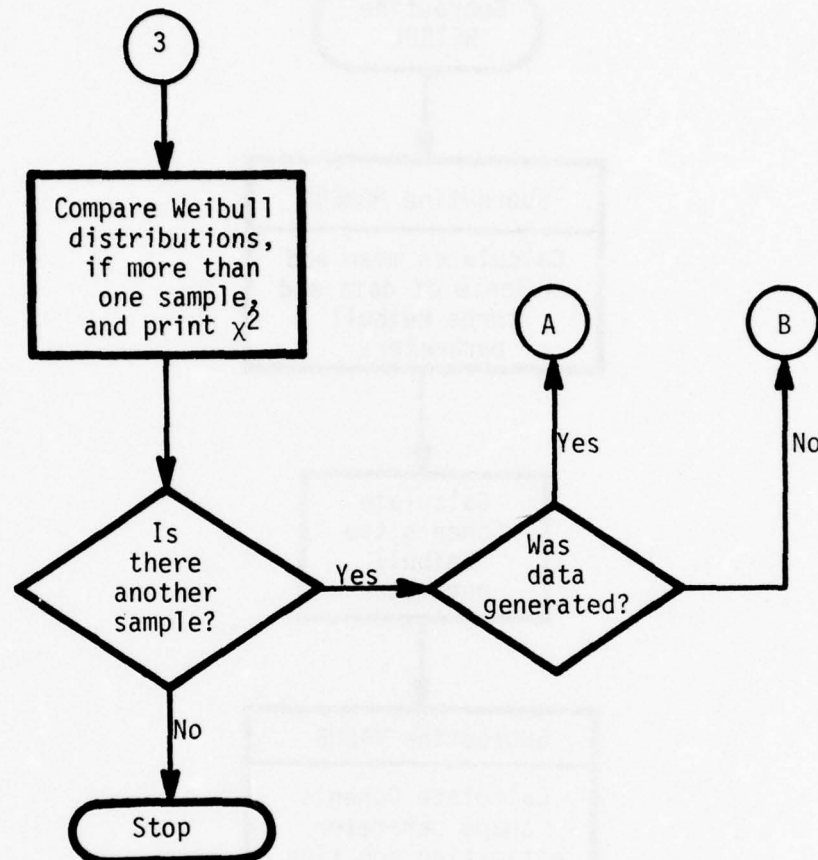 3
Compare Weibull
distributions,
if more than
one sample,
and print χ²
A
B
Yes
No
Is
there
another
sample?
Yes
Was
data
generated?
No
Stop